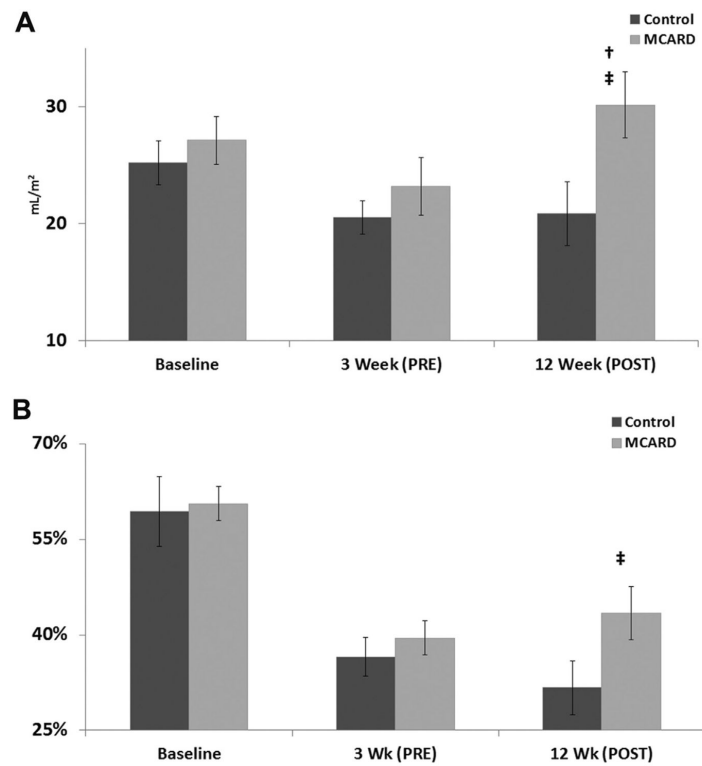 A
Control
MCARD
†
‡
30
20
10
mL/m²
Baseline
3 Week (PRE)
12 Week (POST)
B
Control
MCARD
70%
55%
40%
25%
‡
Baseline
3 Wk (PRE)
12 Wk (POST)